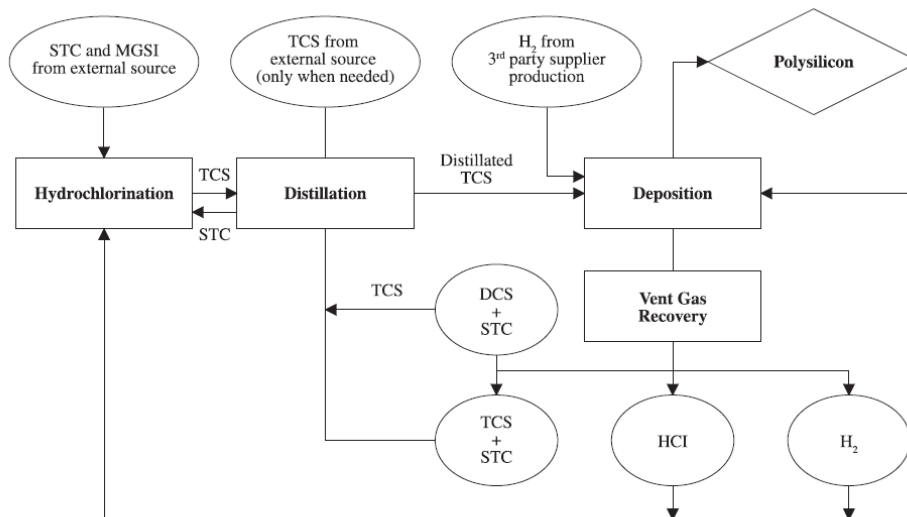 STC and MGSI
from external source
TCS from
external source
(only when needed)
H₂ from
3rd party supplier
production
Polysilicon
Hydrochlorination
TCS
STC
Distillation
Distillated
TCS
Deposition
TCS
DCS
+
STC
Vent Gas
Recovery
TCS
+
STC
HCI
H₂